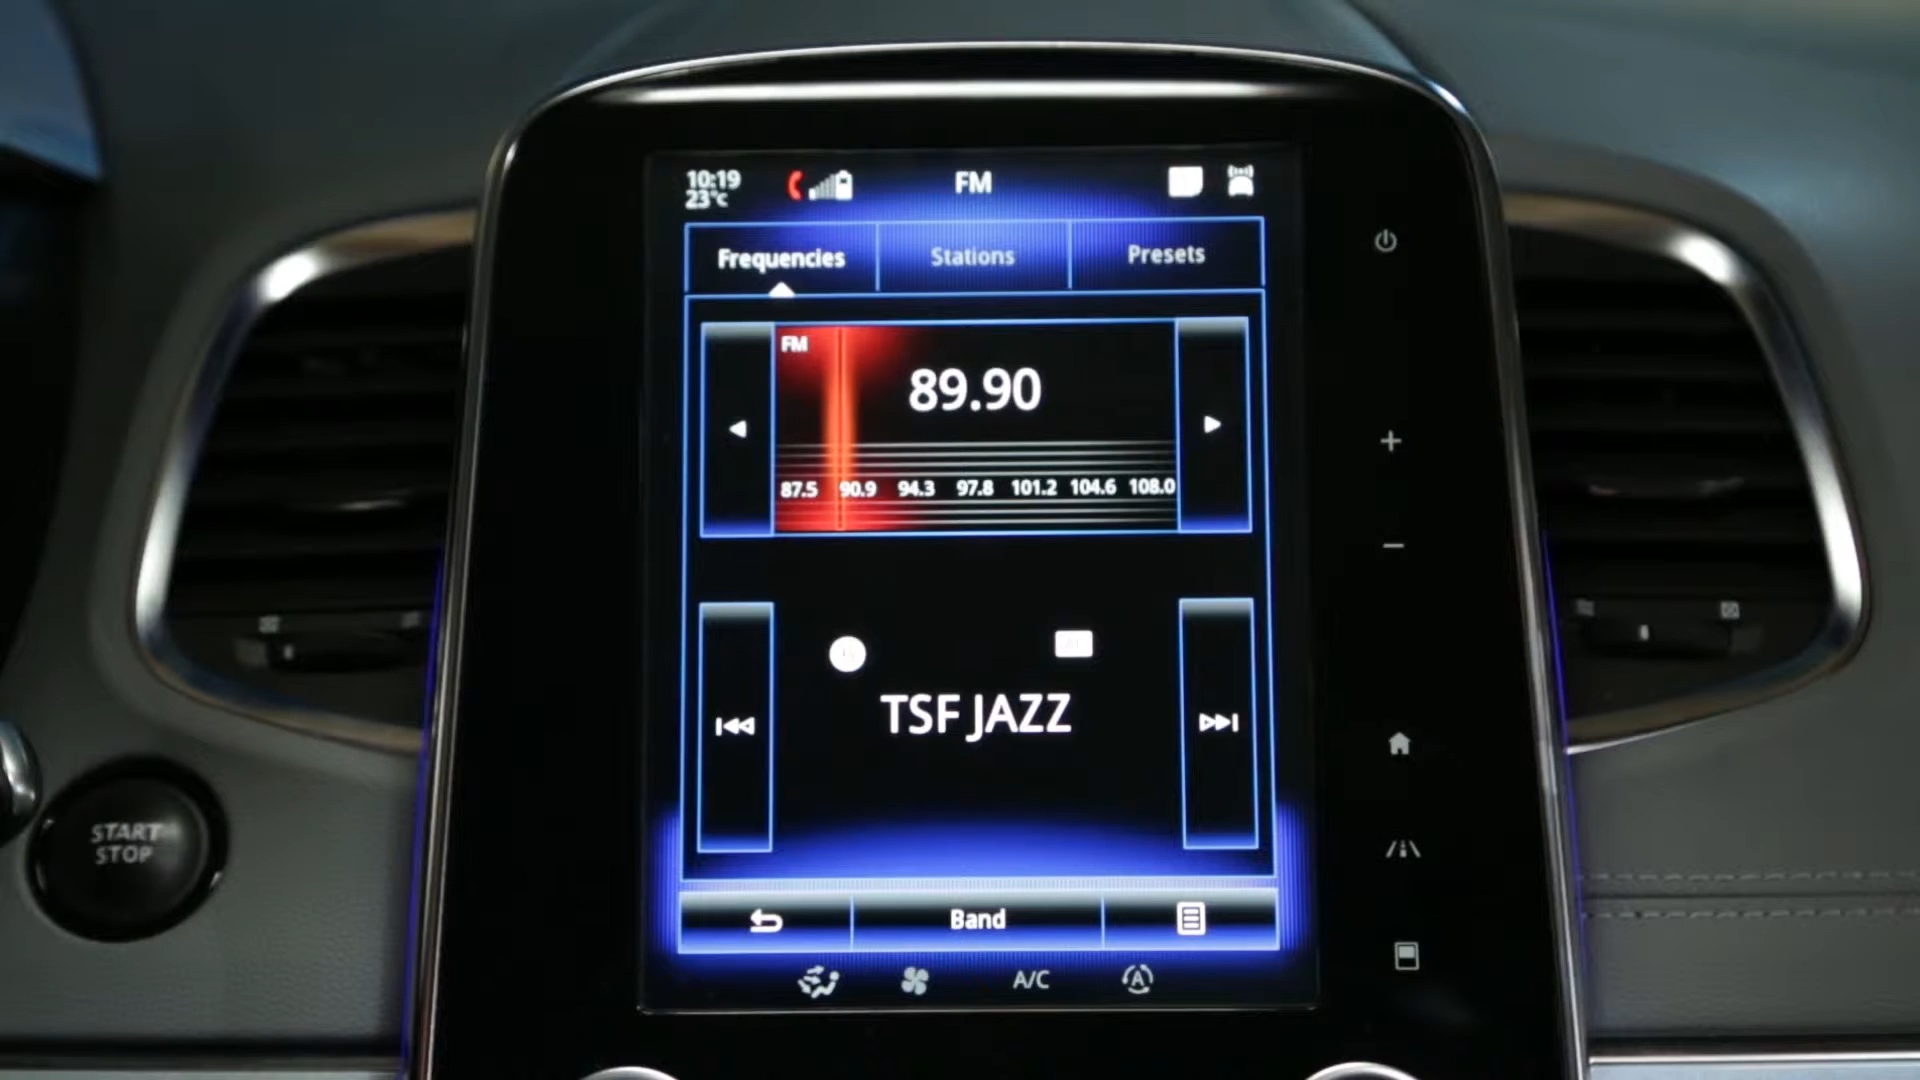 10:19
23°C
FM
Frequencies
Stations
Presets
FM
89.90
87.5 90.9 94.3 97.8 101.2 104.6 108.0
TSF JAZZ
Band
A/C
A
START
STOP